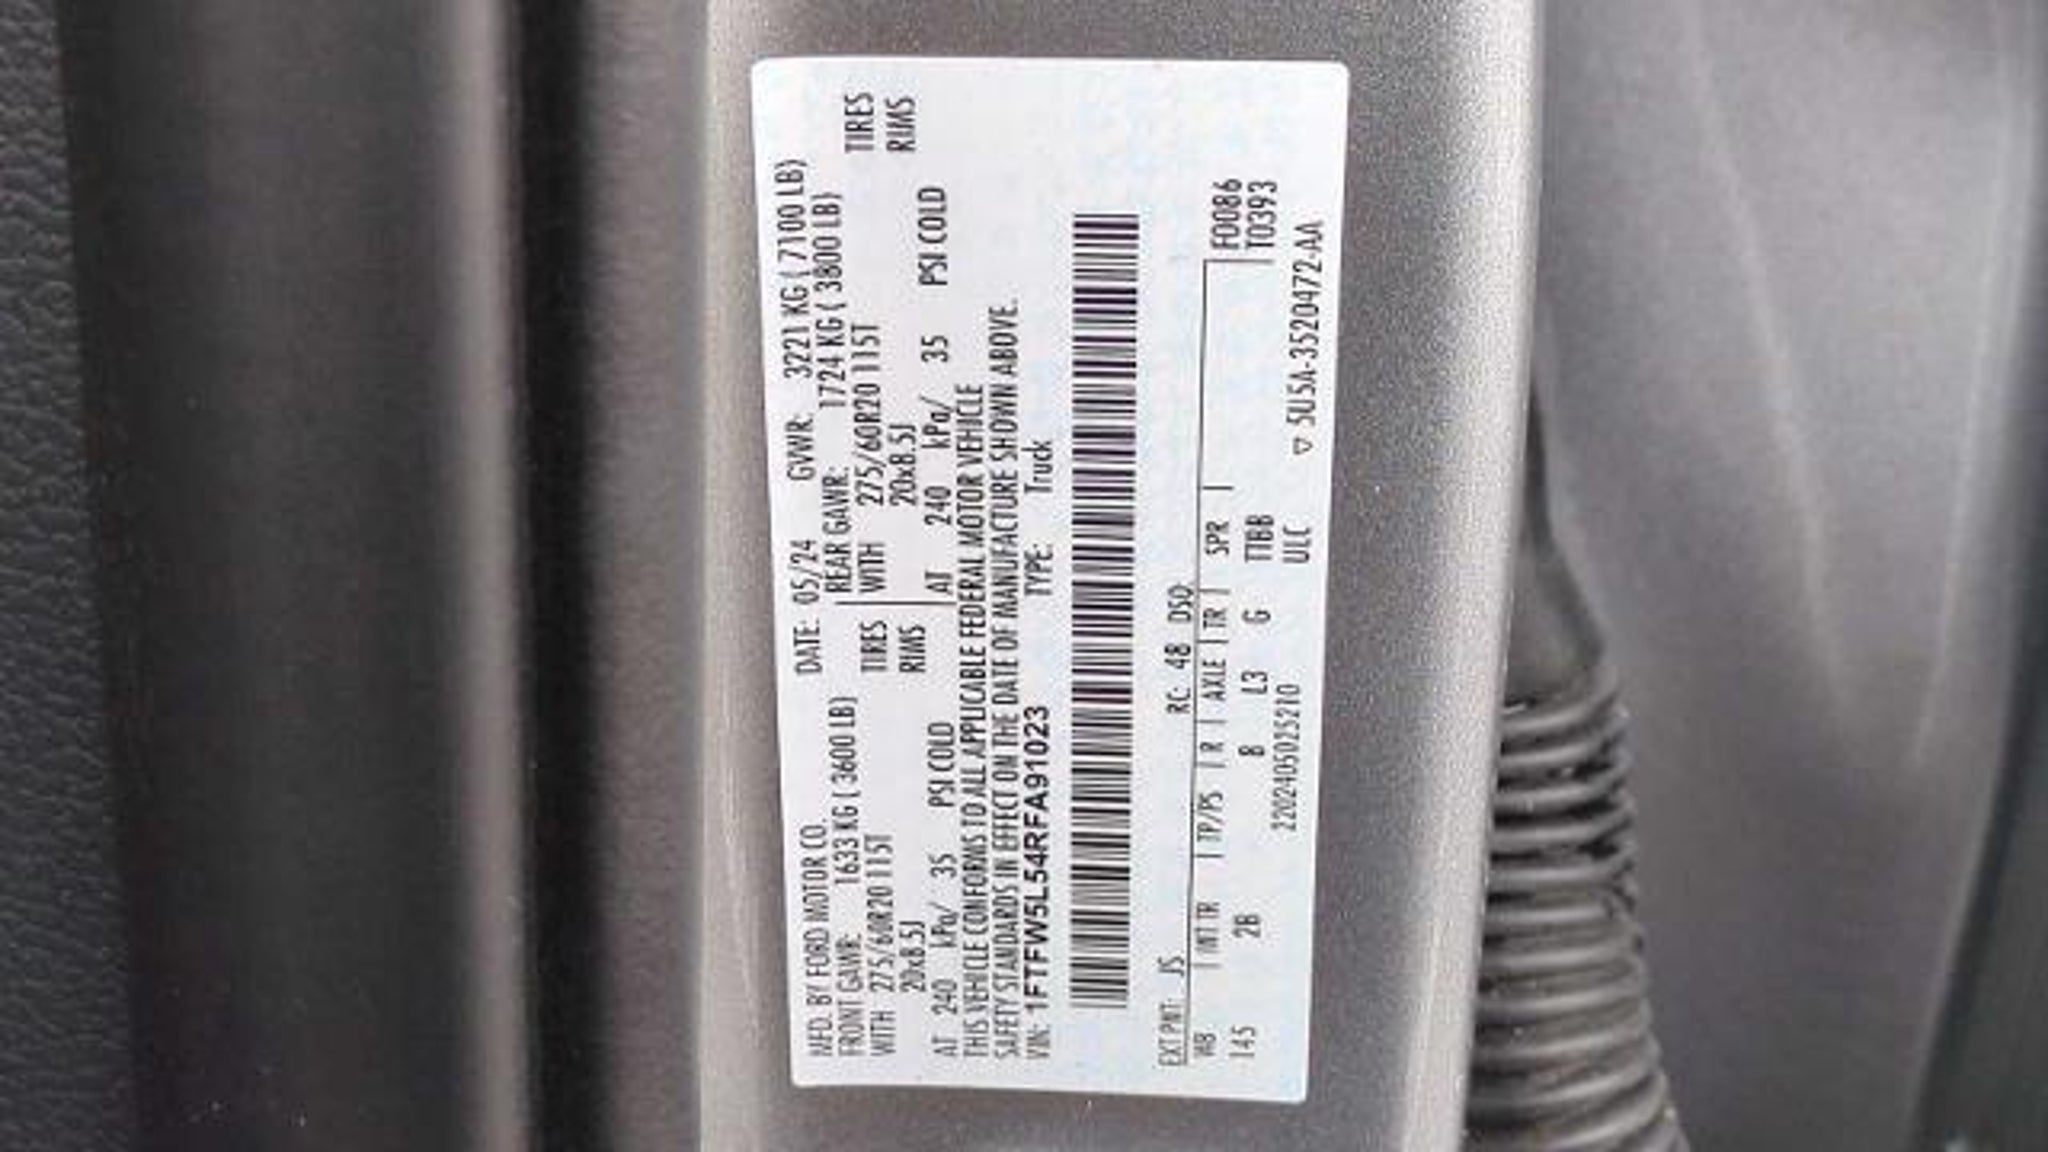 MFD. BY FORD MOTOR CO. DATE: 05/24 GVWR: 3221 KG ( 7100 LB)
FRONT GAWR: 1633 KG ( 3600 LB) REAR GAWR: 1724 KG ( 3800 LB)
WITH 275/60R20 115T TIRES WITH 275/60R20 115T TIRES
20x8.5J RIMS 20x8.5J RIMS
AT 240 kPa/ 35 PSI COLD AT 240 kPa/ 35 PSI COLD
THIS VEHICLE CONFORMS TO ALL APPLICABLE FEDERAL MOTOR VEHICLE
SAFETY STANDARDS IN EFFECT ON THE DATE OF MANUFACTURE SHOWN ABOVE.
VIN: 1FTFW5L54RFA91023 TYPE: Truck
EXT PNT: JS RC: 48 DSO:
WB INT TR TP/PS R AXLE TR SPR F0086
145 2B B L3 G TTBB T0393
2202405025210 ULC
▽ 5U5A-3520472-AA